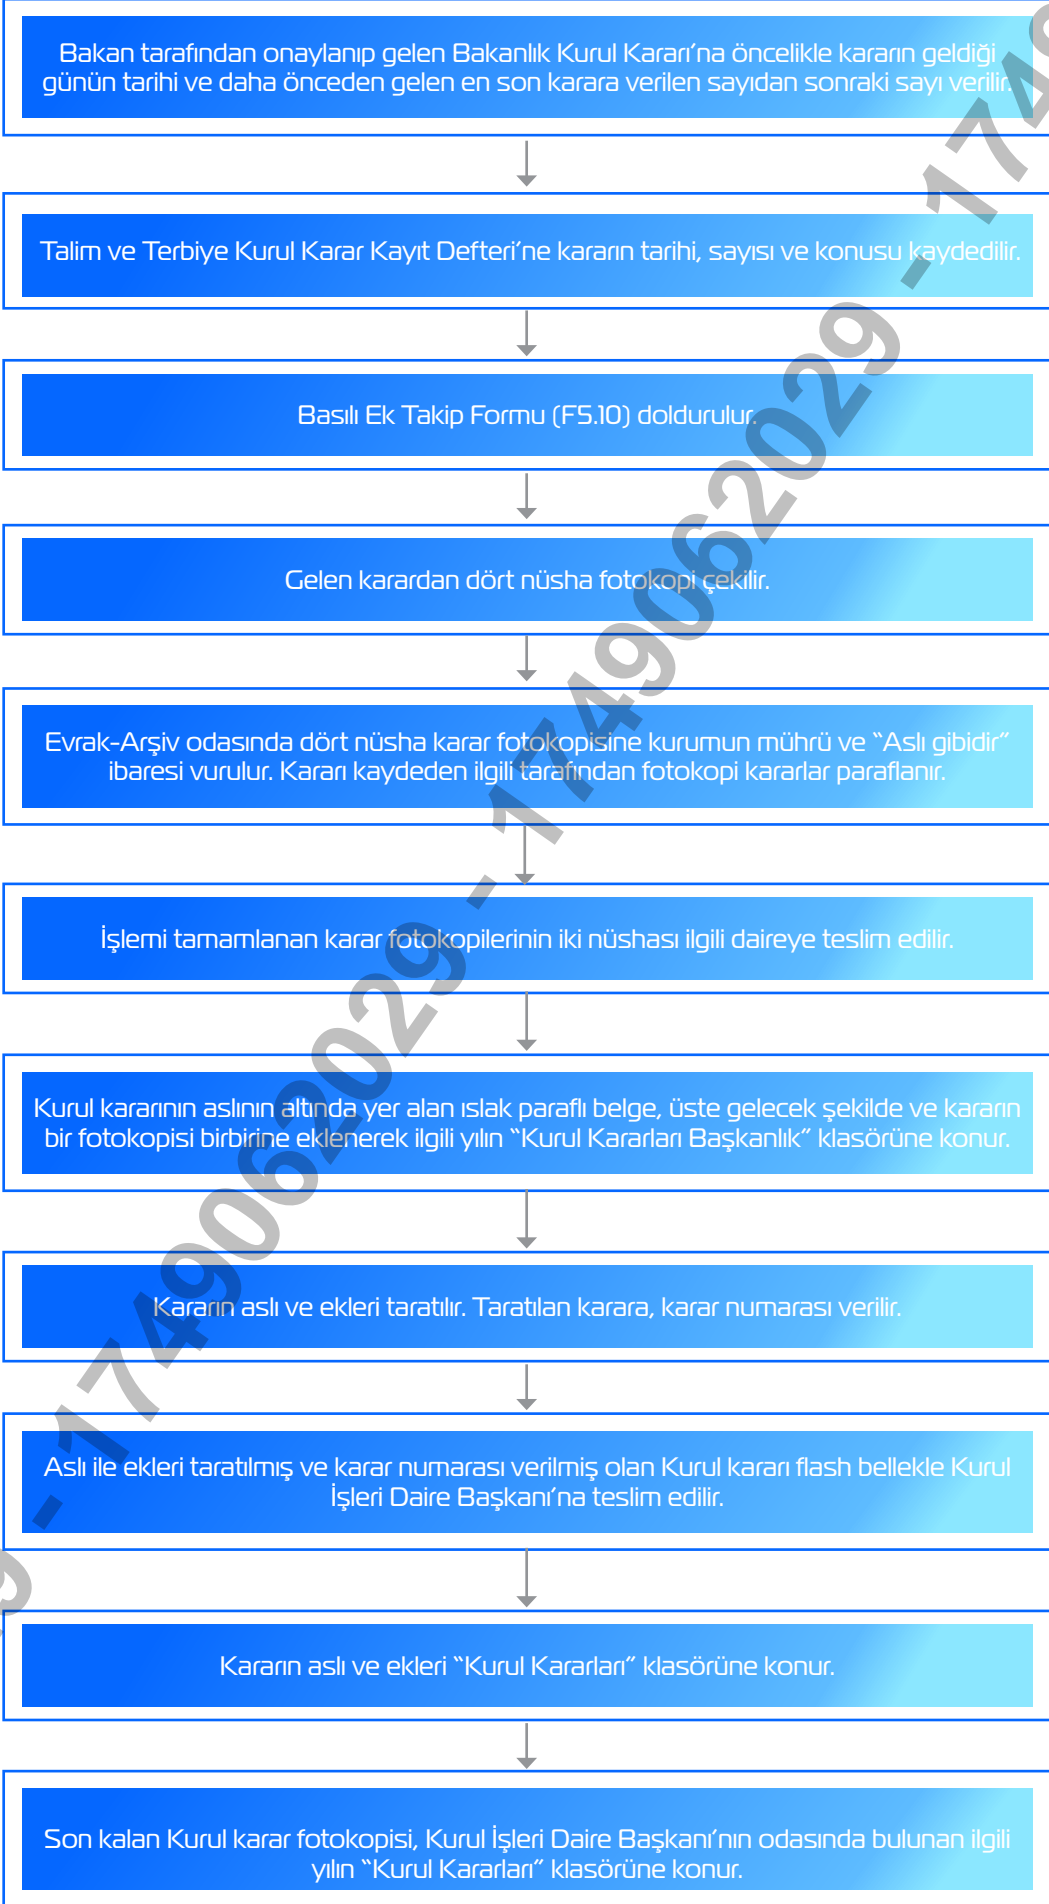 Bakan tarafından onaylanıp gelen Bakanlık Kurul Kararı’na öncelikle kararın geldiği
günün tarihi ve daha önceden gelen en son karara verilen sayıdan sonraki sayı verilir.
Talim ve Terbiye Kurul Karar Kayıt Defteri’ne kararın tarihi, sayısı ve konusu kaydedilir.
Basılı Ek Takip Formu (F5.10) doldurulur.
Gelen karardan dört nüsha fotokopi çekilir.
Evrak-Arşiv odasında dört nüsha karar fotokopisine kurumun mührü ve “Aslı gibidir”
ibaresi vurulur. Kararı kaydeden ilgili tarafından fotokopi kararlar paraflanır.
İşlemi tamamlanan karar fotokopilerinin iki nüshası ilgili daireye teslim edilir.
Kurul kararının aslının altında yer alan ıslak paraflı belge, üste gelecek şekilde ve kararın
bir fotokopisi birbirine eklenerek ilgili yılın “Kurul Kararları Başkanlık” klasörüne konur.
Kararın aslı ve ekleri taratılır. Taratılan karara, karar numarası verilir.
Aslı ile ekleri taratılmış ve karar numarası verilmiş olan Kurul kararı flash bellekle Kurul
İşleri Daire Başkanı’na teslim edilir.
Kararın aslı ve ekleri “Kurul Kararları” klasörüne konur.
Son kalan Kurul karar fotokopisi, Kurul İşleri Daire Başkanı’nın odasında bulunan ilgili
yılın “Kurul Kararları” klasörüne konur.
- 1749062029 - 1749062029 -